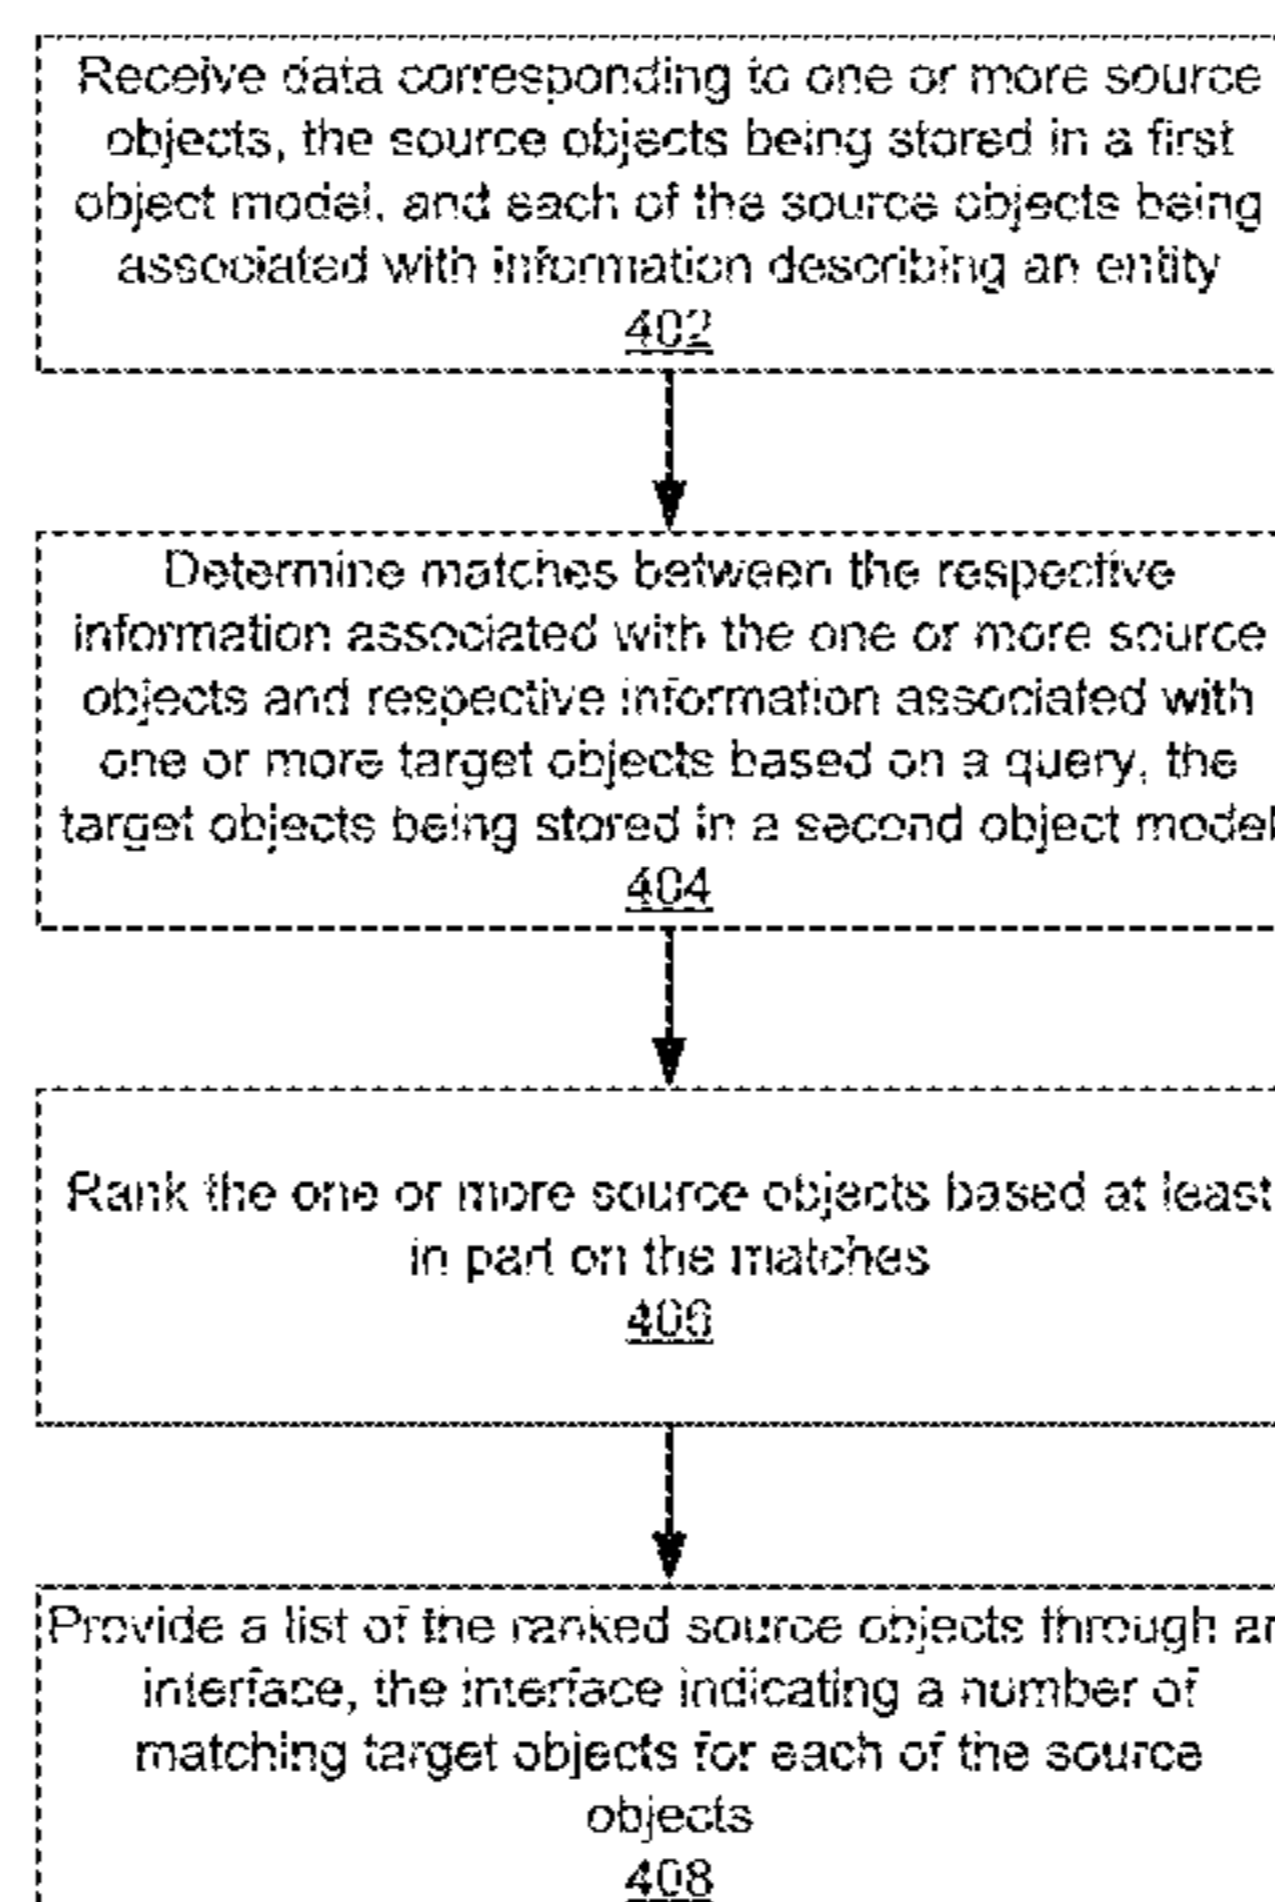 Receive data corresponding to one or more source
objects, the source objects being stored in a first
object model, and each of the source objects being
associated with information describing an entity
402
Determine matches between the respective
information associated with the one or more source
objects and respective information associated with
one or more target objects based on a query, the
target objects being stored in a second object model
404
Rank the one or more source objects based at least
in part on the matches
406
Provide a list of the ranked source objects through an
interface, the interface indicating a number of
matching target objects for each of the source
objects
408